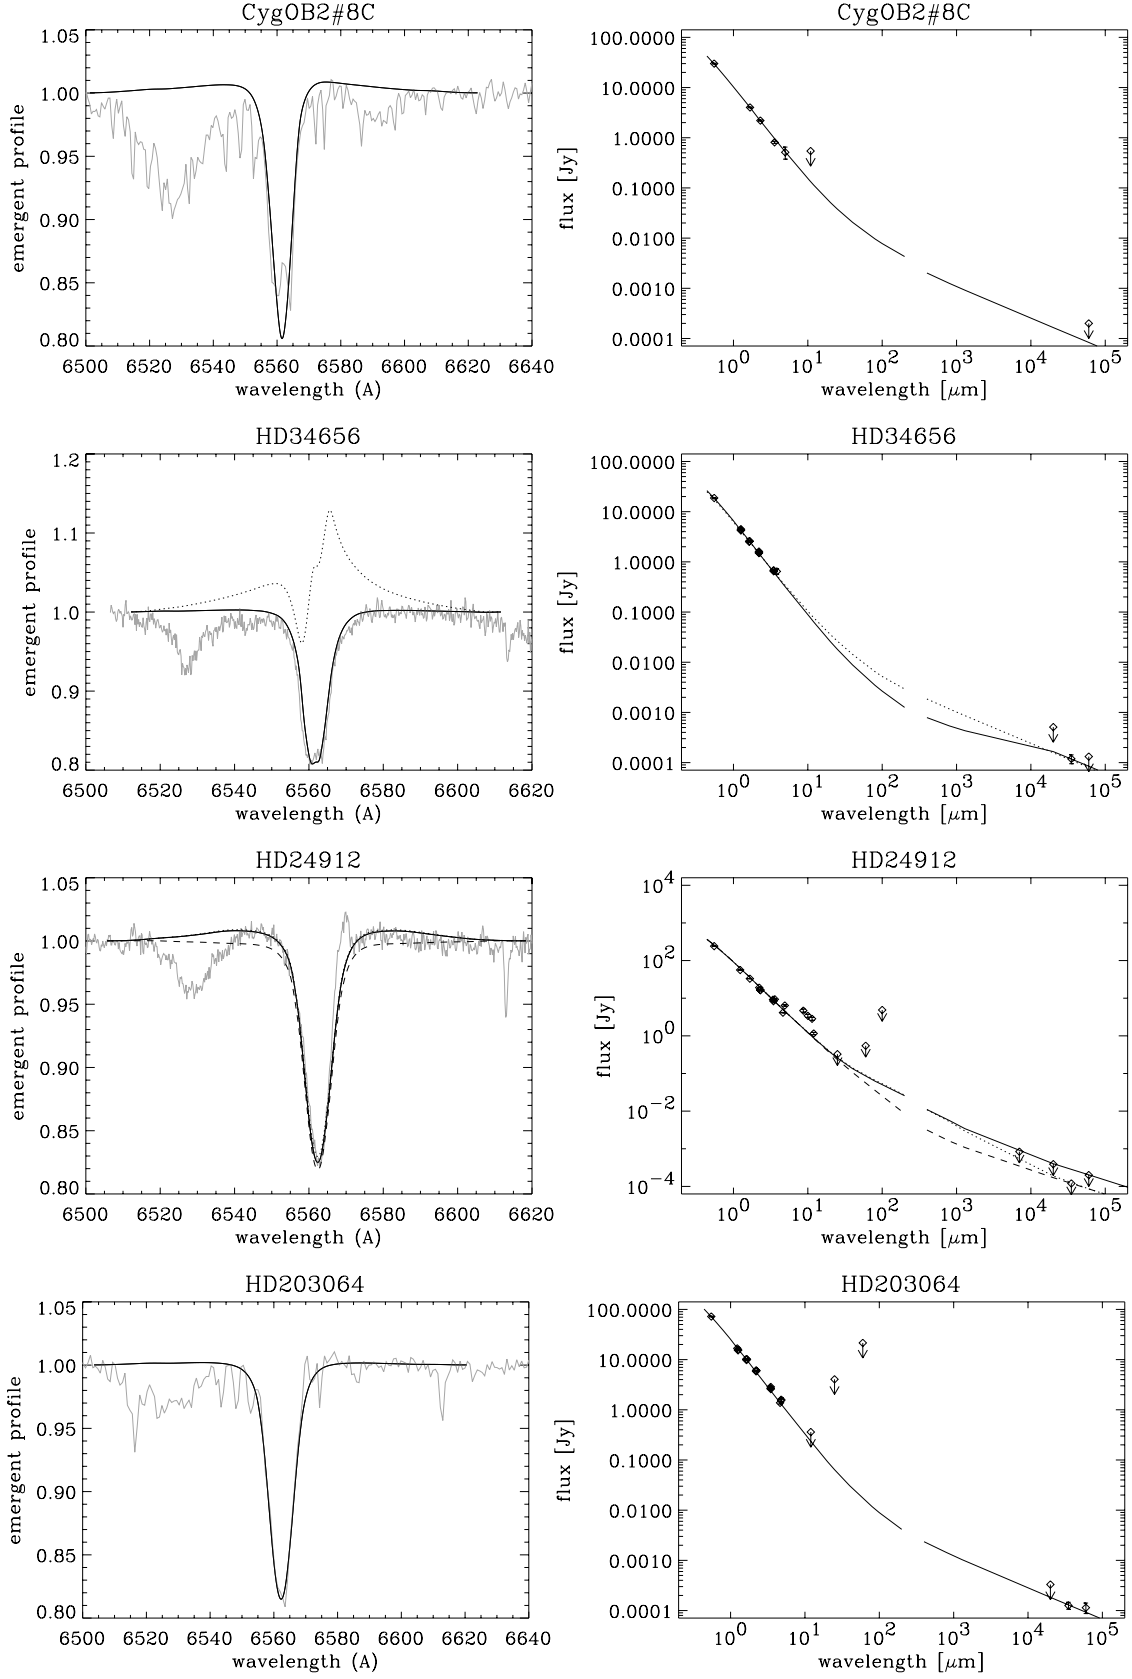 CygOB2#8C
1.05
1.00
0.95
0.90
0.85
0.80
emergent profile
6500 6520 6540 6560 6580 6600 6620 6640
wavelength (A)
CygOB2#8C
100.0000
10.0000
1.0000
0.1000
0.0100
0.0010
0.0001
flux [Jy]
10^0 10^1 10^2 10^3 10^4 10^5
wavelength [μm]
HD34656
1.2
1.1
1.0
0.9
0.8
emergent profile
6500 6520 6540 6560 6580 6600 6620
wavelength (A)
HD34656
100.0000
10.0000
1.0000
0.1000
0.0100
0.0010
0.0001
flux [Jy]
10^0 10^1 10^2 10^3 10^4 10^5
wavelength [μm]
HD24912
1.05
1.00
0.95
0.90
0.85
0.80
emergent profile
6500 6520 6540 6560 6580 6600 6620
wavelength (A)
HD24912
10^4
10^2
10^0
10^-2
10^-4
flux [Jy]
10^0 10^1 10^2 10^3 10^4 10^5
wavelength [μm]
HD203064
1.05
1.00
0.95
0.90
0.85
0.80
emergent profile
6500 6520 6540 6560 6580 6600 6620 6640
wavelength (A)
HD203064
100.0000
10.0000
1.0000
0.1000
0.0100
0.0010
0.0001
flux [Jy]
10^0 10^1 10^2 10^3 10^4 10^5
wavelength [μm]